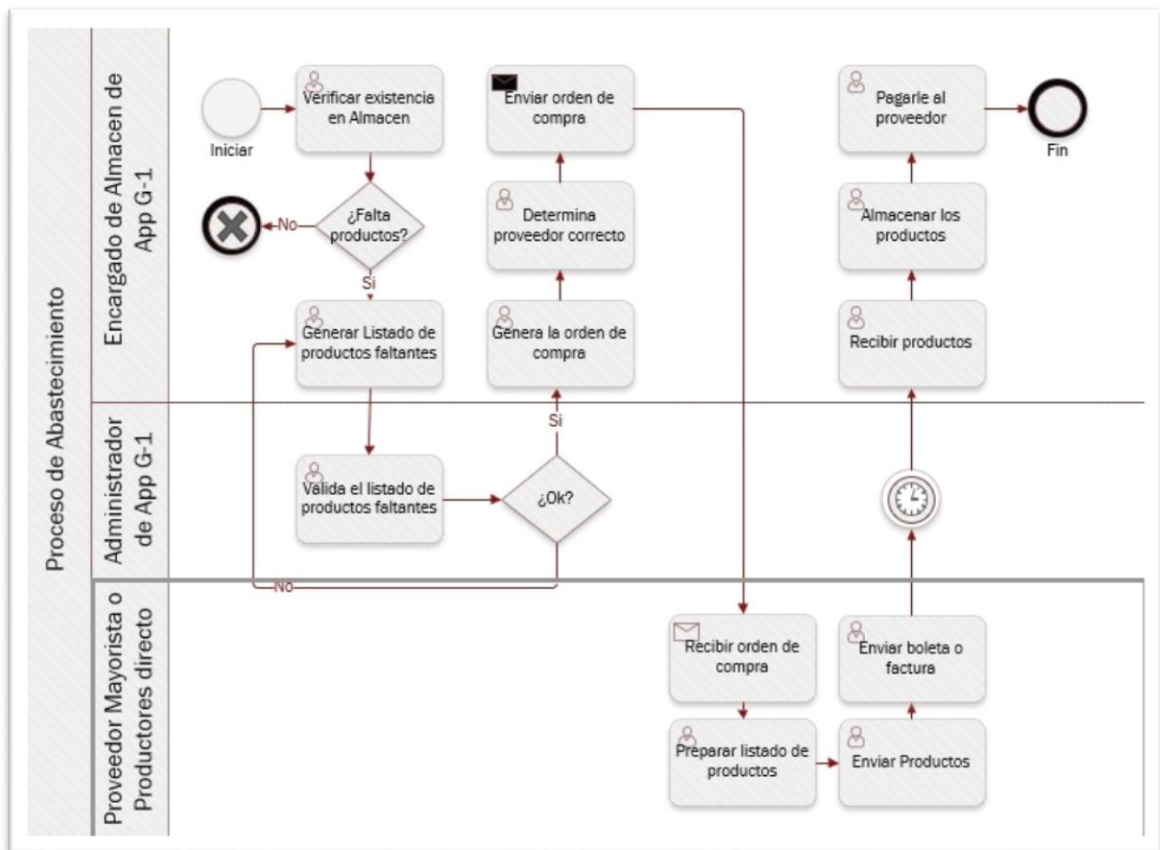 Proceso de Abastecimiento
Encargado de Almacen de
App G-1
Iniciar
Verificar existencia
en Almacen
¿Falta
productos?
No
Si
Generar Listado de
productos faltantes
Enviar orden de
compra
Determina
proveedor correcto
Genera la orden de
compra
Pagarle al
proveedor
Fin
Almacenar los
productos
Recibir productos
Administrador
de App G-1
Valida el listado de
productos faltantes
¿Ok?
Si
No
Proveedor Mayorista o
Productores directo
Recibir orden de
compra
Preparar listado de
productos
Enviar boleta o
factura
Enviar Productos